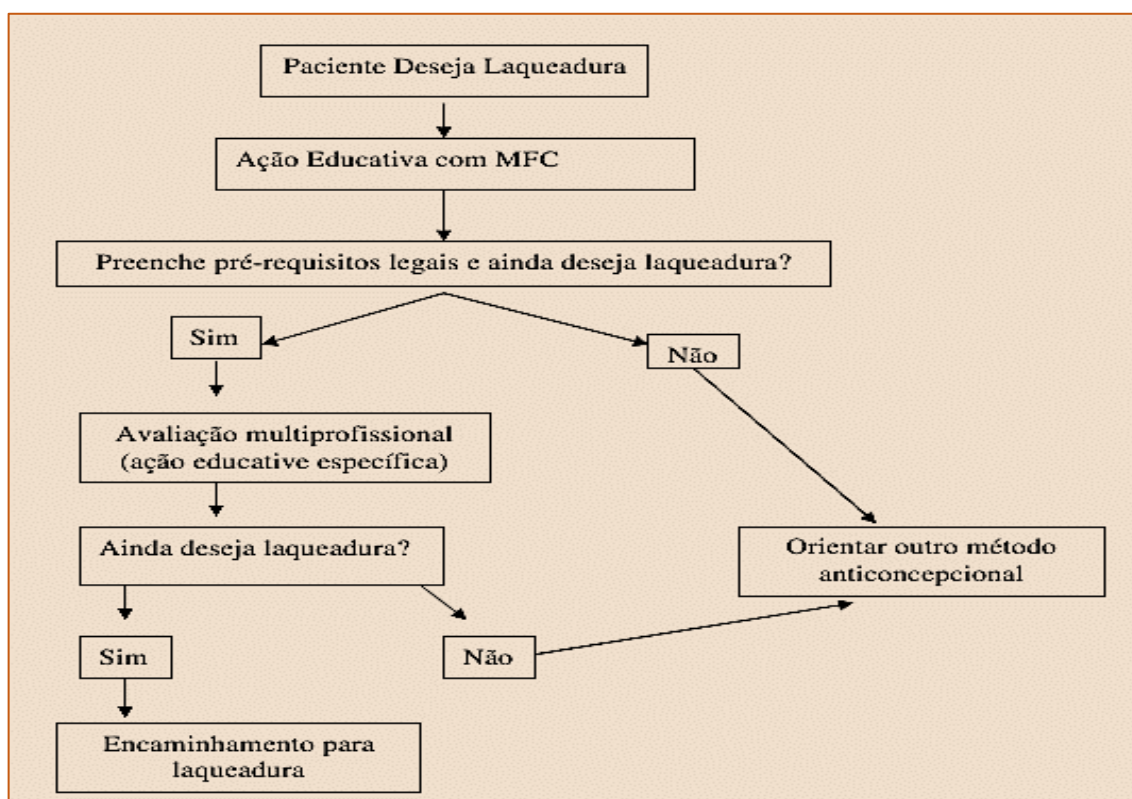 Paciente Deseja Laqueadura
Ação Educativa com MFC
Preenche pré-requisitos legais e ainda deseja laqueadura?
Sim
Não
Avaliação multiprofissional
(ação educative específica)
Ainda deseja laqueadura?
Orientar outro método
anticoncepcional
Sim
Não
Encaminhamento para
laqueadura